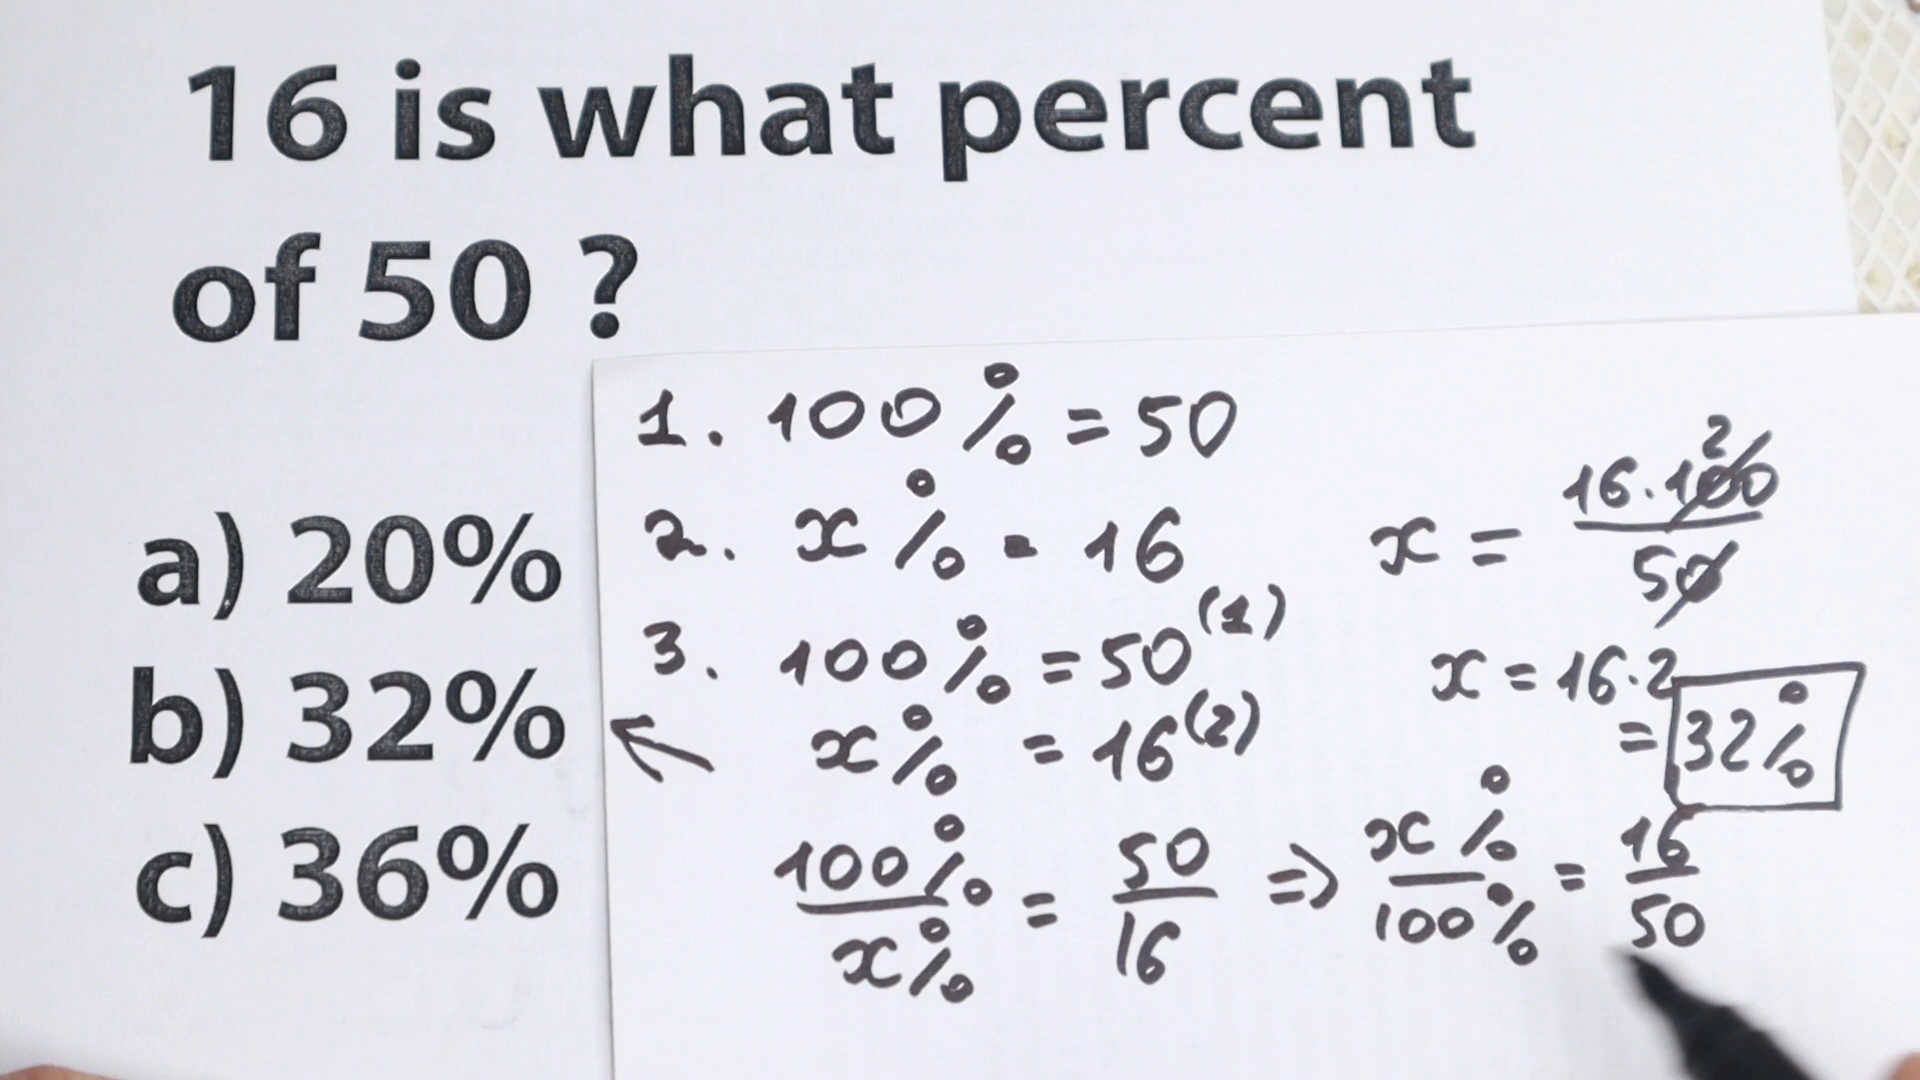 16 is what percent
of 50 ?
a) 20%
b) 32%
c) 36%
1. 100% = 50
2. x% = 16
3. 100% = 50 (1)
x% = 16 (2)
100% / x% = 50 / 16 => x% / 100% = 16 / 50
x = 16·100 / 50
2
x = 16·2
= 32%